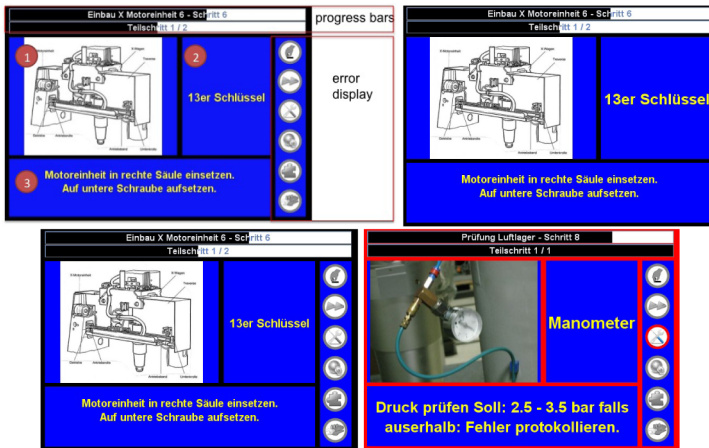 Einbau X Motoreinheit 6 - Schritt 6
Teilschritt 1 / 2
progress bars
1
2
13er Schlüssel
error
display
3
Motoreinheit in rechte Säule einsetzen.
Auf untere Schraube aufsetzen.
Einbau X Motoreinheit 6 - Schritt 6
Teilschritt 1 / 2
13er Schlüssel
Motoreinheit in rechte Säule einsetzen.
Auf untere Schraube aufsetzen.
Einbau X Motoreinheit 6 - Schritt 6
Teilschritt 1 / 2
13er Schlüssel
Motoreinheit in rechte Säule einsetzen.
Auf untere Schraube aufsetzen.
Prüfung Luftlager - Schritt 8
Teilschritt 1 / 1
Manometer
Druck prüfen Soll: 2.5 - 3.5 bar falls
auserhalb: Fehler protokollieren.